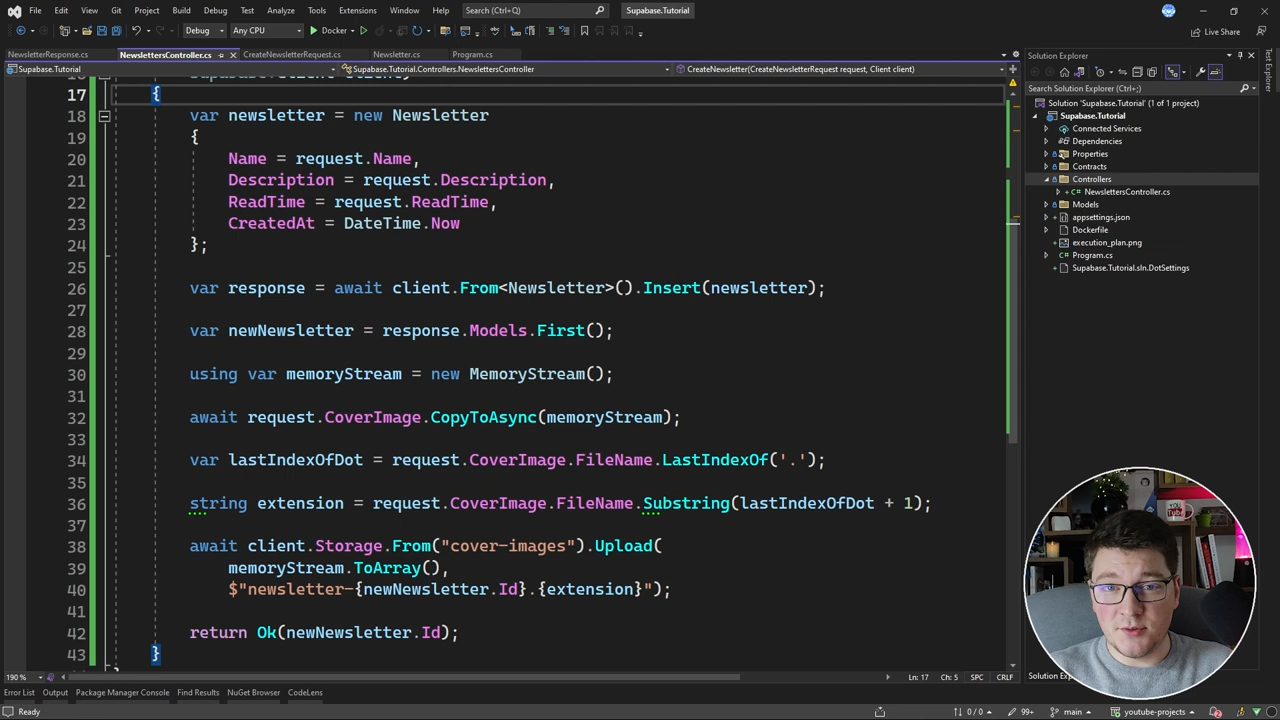 File Edit View Git Project Build Debug Test Analyze Tools Extensions Window Help Search (Ctrl+Q) Supabase.Tutorial
Debug Any CPU Docker Live Share
NewsletterResponse.cs NewslettersController.cs CreateNewsletterRequest.cs Newsletter.cs Program.cs
Supabase.Tutorial Supabase.Tutorial.Controllers.NewslettersController CreateNewsletter(CreateNewsletterRequest request, Client client)
17 {
18 var newsletter = new Newsletter
19 {
20 Name = request.Name,
21 Description = request.Description,
22 ReadTime = request.ReadTime,
23 CreatedAt = DateTime.Now
24 };
25
26 var response = await client.From<Newsletter>().Insert(newsletter);
27
28 var newNewsletter = response.Models.First();
29
30 using var memoryStream = new MemoryStream();
31
32 await request.CoverImage.CopyToAsync(memoryStream);
33
34 var lastIndexOfDot = request.CoverImage.FileName.LastIndexOf('.');
35
36 string extension = request.CoverImage.FileName.Substring(lastIndexOfDot + 1);
37
38 await client.Storage.From("cover-images").Upload(
39 memoryStream.ToArray(),
40 $"newsletter-{newNewsletter.Id}.{extension}");
41
42 return Ok(newNewsletter.Id);
43 }
190 % Ln: 17 Ch: 5 SPC CRLF
Error List Output Package Manager Console Find Results NuGet Browser CodeLens
Ready 0 / 0 99+ main youtube-projects
Solution Explorer
Search Solution Explorer (Ctrl+;)
Solution 'Supabase.Tutorial' (1 of 1 project)
Supabase.Tutorial
Connected Services
Dependencies
Properties
Contracts
Controllers
C# NewslettersController.cs
Models
appsettings.json
Dockerfile
execution_plan.png
C# Program.cs
Supabase.Tutorial.sln.DotSettings
Test Explorer
You Tube